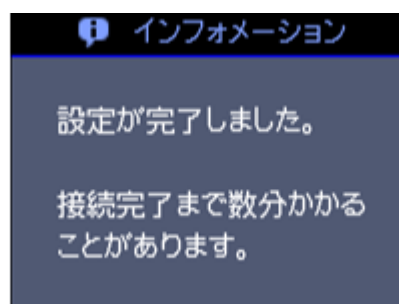 インフォメーション
設定が完了しました。
接続完了まで数分かかる
ことがあります。